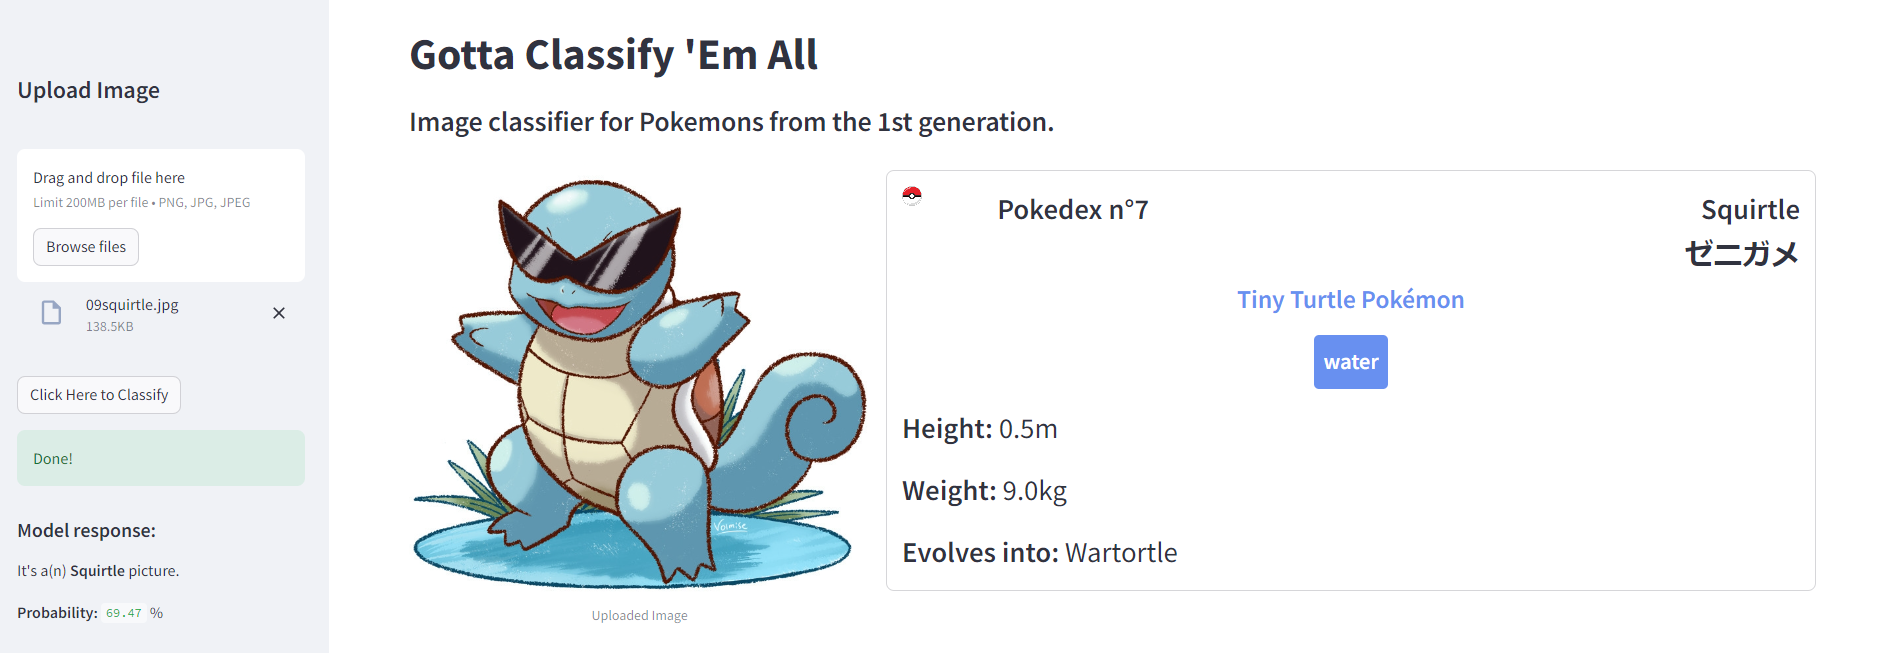 Upload Image
Drag and drop file here
Limit 200MB per file • PNG, JPG, JPEG
Browse files
09squirtle.jpg
138.5KB
Click Here to Classify
Done!
Model response:
It's a(n) Squirtle picture.
Probability: 69.47 %
Gotta Classify 'Em All
Image classifier for Pokemons from the 1st generation.
Volmise
Uploaded Image
Pokedex n°7
Squirtle
ゼニガメ
Tiny Turtle Pokémon
water
Height: 0.5m
Weight: 9.0kg
Evolves into: Wartortle